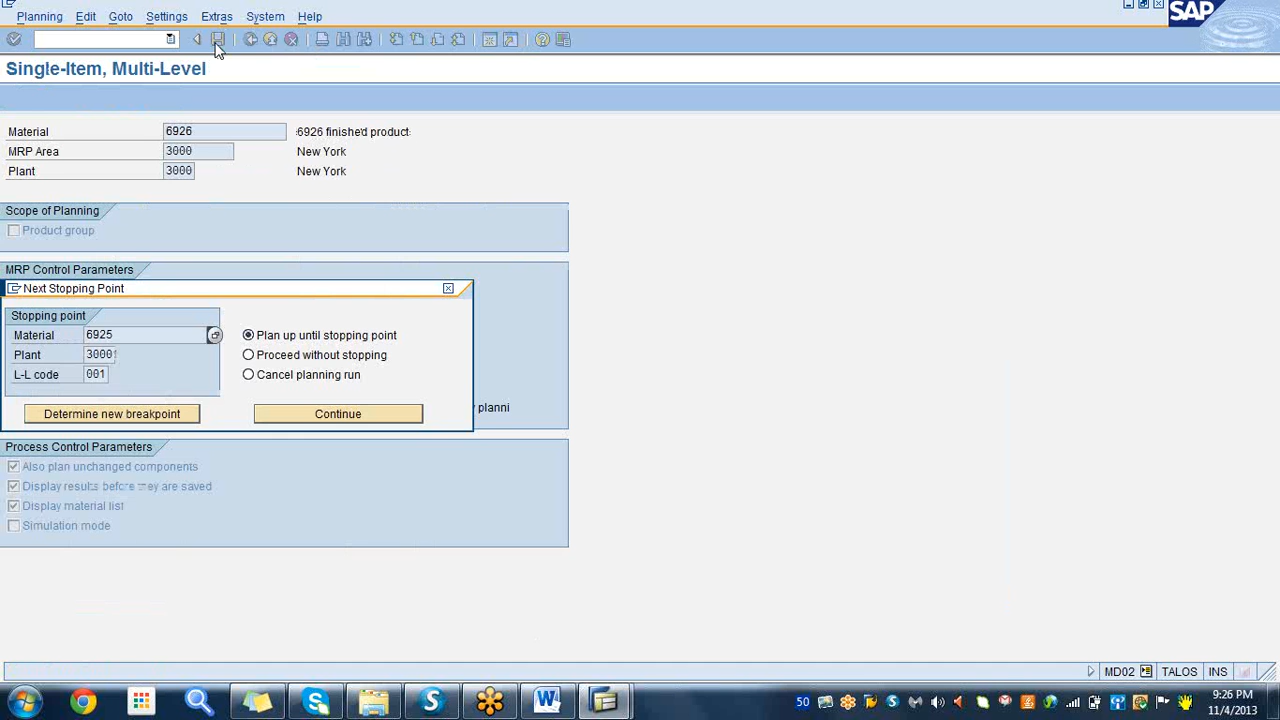 Planning Edit Goto Settings Extras System Help
SAP
Single-Item, Multi-Level
Material 6926 6926 finished product
MRP Area 3000 New York
Plant 3000 New York
Scope of Planning
Product group
MRP Control Parameters
Next Stopping Point
Stopping point
Material 6925 Plan up until stopping point
Plant 3000 Proceed without stopping
L-L code 001 Cancel planning run
planni
Determine new breakpoint Continue
Process Control Parameters
Also plan unchanged components
Display results before they are saved
Display material list
Simulation mode
MD02 TALOS INS
50 9:26 PM
11/4/2013